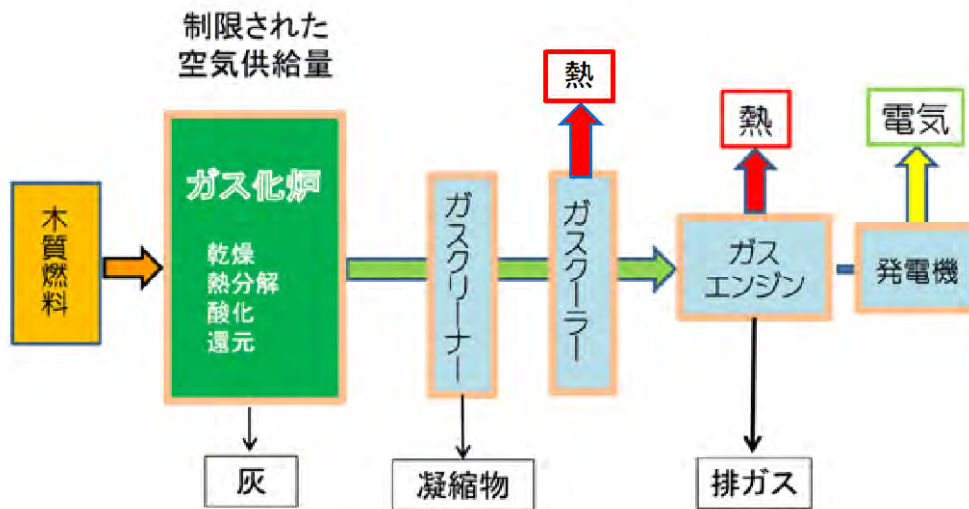 制限された
空気供給量
熱
熱
電気
木質燃料
ガス化炉
乾燥
熱分解
酸化
還元
ガスクリーナー
ガスクーラー
ガス
エンジン
発電機
灰
凝縮物
排ガス